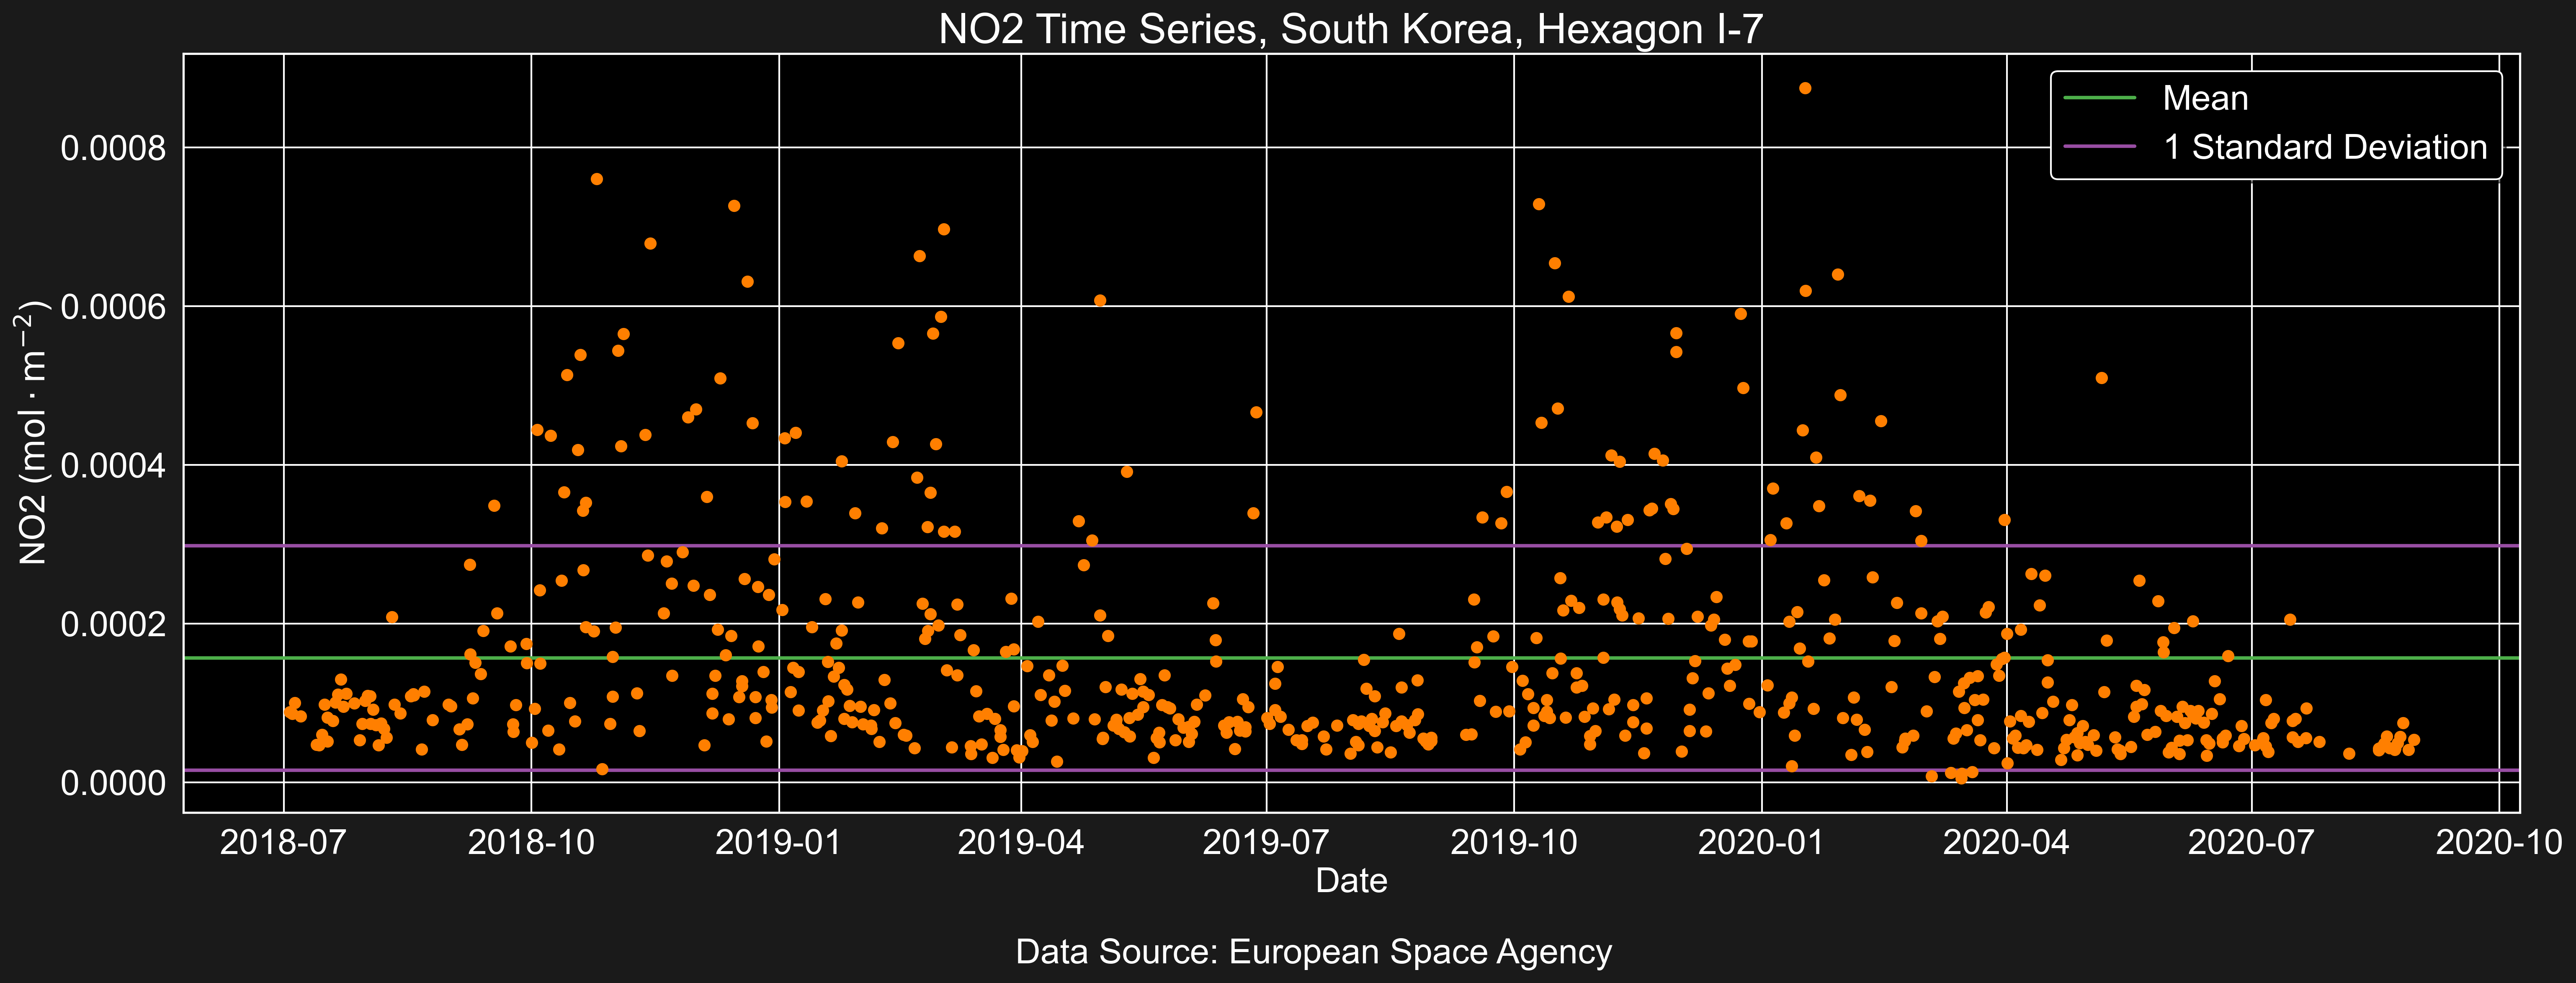 NO2 Time Series, South Korea, Hexagon I-7
Mean
1 Standard Deviation
NO2 (mol · m⁻²)
0.0008
0.0006
0.0004
0.0002
0.0000
2018-07 2018-10 2019-01 2019-04 2019-07 2019-10 2020-01 2020-04 2020-07 2020-10
Date
Data Source: European Space Agency